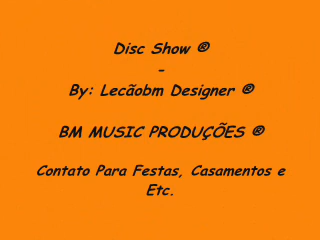 Disc Show ®
-
By: Lecãobm Designer ®
BM MUSIC PRODUÇÕES ®
Contato Para Festas, Casamentos e
Etc.